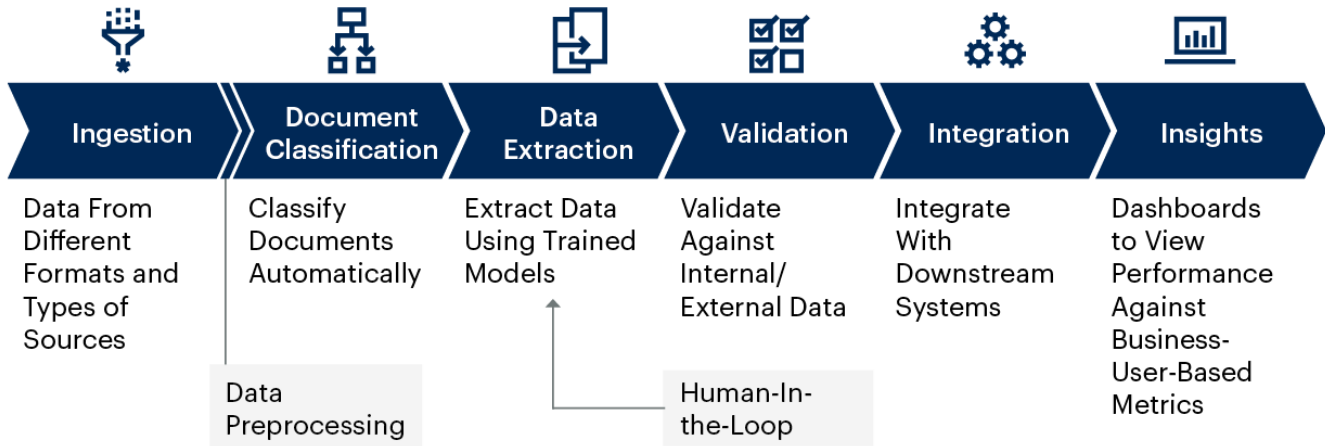 Ingestion
Document
Classification
Data
Extraction
Validation
Integration
Insights
Data From
Different
Formats and
Types of
Sources
Classify
Documents
Automatically
Extract Data
Using Trained
Models
Validate
Against
Internal/
External Data
Integrate
With
Downstream
Systems
Dashboards
to View
Performance
Against
Business-
User-Based
Metrics
Data
Preprocessing
Human-In-
the-Loop